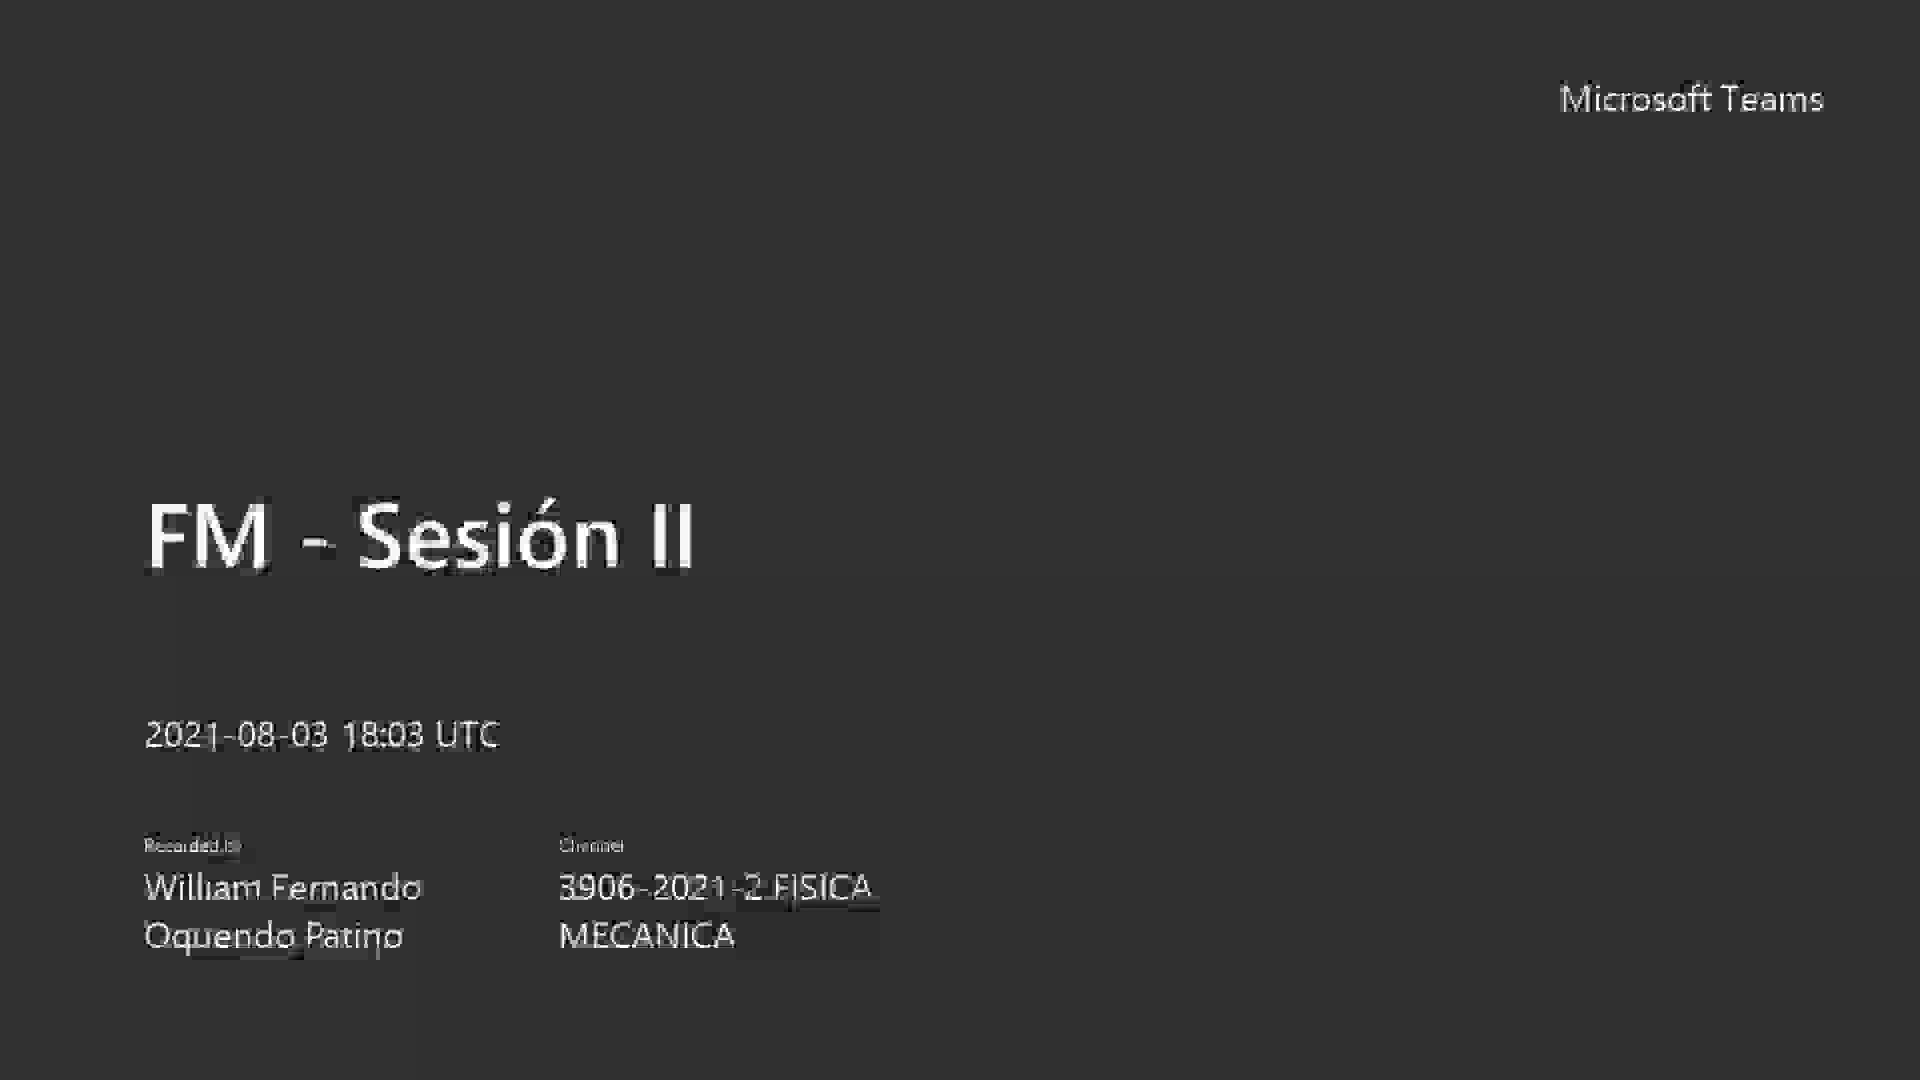 Microsoft Teams
FM - Sesión II
2021-08-03 18:03 UTC
Recorded by
Channel
William Fernando
Oquendo Patino
3906-2021-2 FISICA
MECANICA